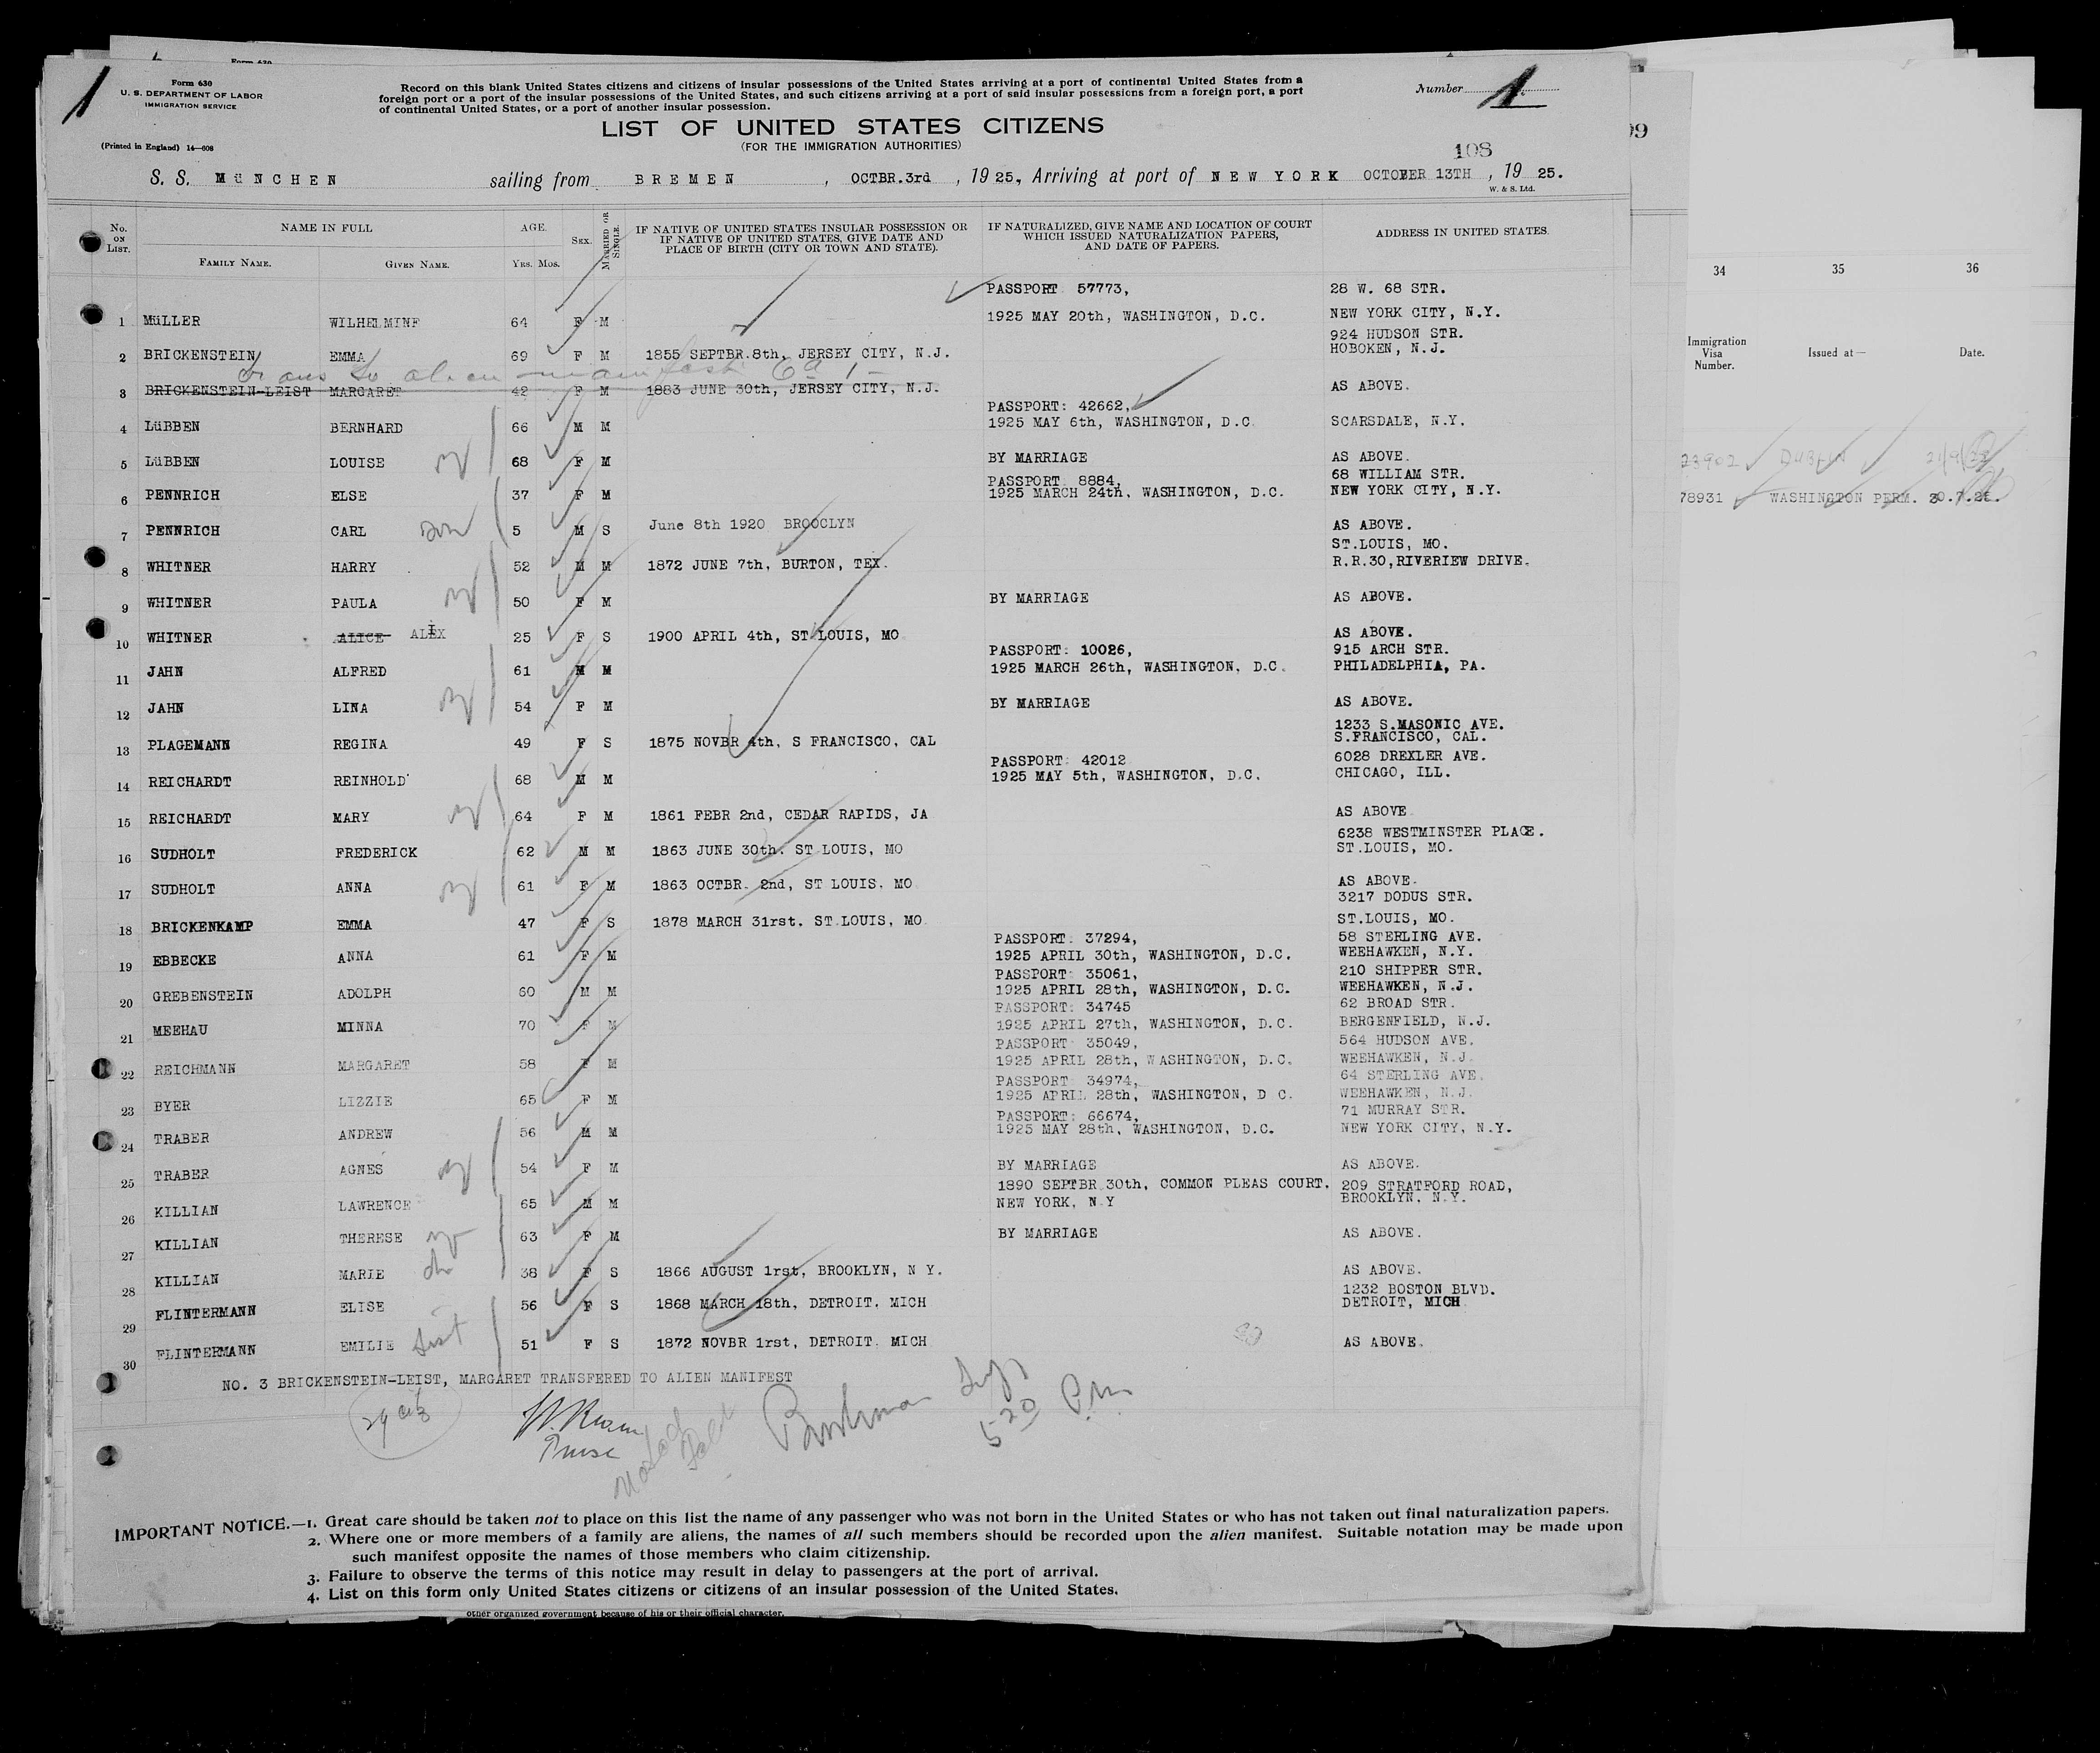 Form 630
U. S. DEPARTMENT OF LABOR
IMMIGRATION SERVICE
(Printed in England) 14—608
Record on this blank United States citizens and citizens of insular possessions of the United States arriving at a port of continental United States from a
foreign port or a port of the insular possessions of the United States, and such citizens arriving at a port of said insular possessions from a foreign port, a port
of continental United States, or a port of another insular possession.
Number 1
1
LIST OF UNITED STATES CITIZENS
(FOR THE IMMIGRATION AUTHORITIES)
108
S. S. MüNCHEN sailing from BREMEN, OCTBR.3rd, 1925, Arriving at port of NEW YORK OCTOBER 13TH, 1925.
W. & S. Ltd.
No. ON LIST. NAME IN FULL AGE. SEX. MARRIED OR SINGLE. IF NATIVE OF UNITED STATES INSULAR POSSESSION OR IF NATIVE OF UNITED STATES, GIVE DATE AND PLACE OF BIRTH (CITY OR TOWN AND STATE). IF NATURALIZED, GIVE NAME AND LOCATION OF COURT WHICH ISSUED NATURALIZATION PAPERS, AND DATE OF PAPERS. ADDRESS IN UNITED STATES.
FAMILY NAME. GIVEN NAME. YRS. MOS.
PASSPORT 57773, 28 W. 68 STR.
1 MüLLER WILHELMINE 64 F M 1925 MAY 20th, WASHINGTON, D.C. NEW YORK CITY, N.Y.
924 HUDSON STR.
2 BRICKENSTEIN EMMA 69 F M 1855 SEPTBR.8th, JERSEY CITY, N.J. HOBOKEN, N.J.
trans to alien manifest 6a 1
3 BRICKENSTEIN-LEIST MARGARET 42 F M 1883 JUNE 30th, JERSEY CITY, N.J. AS ABOVE.
PASSPORT: 42662,
4 LüBBEN BERNHARD 66 M M 1925 MAY 6th, WASHINGTON, D.C. SCARSDALE, N.Y.
5 LüBBEN LOUISE 68 F M BY MARRIAGE AS ABOVE.
PASSPORT 8884, 68 WILLIAM STR.
6 PENNRICH ELSE 37 F M 1925 MARCH 24th, WASHINGTON, D.C. NEW YORK CITY, N.Y.
7 PENNRICH CARL son 5 M S June 8th 1920 BROOCLYN AS ABOVE.
ST.LOUIS, MO.
8 WHITNER HARRY 52 M M 1872 JUNE 7th, BURTON, TEX. R.R.30,RIVERIEW DRIVE.
9 WHITNER PAULA 50 F M BY MARRIAGE AS ABOVE.
10 WHITNER ALICE ALIX 25 F S 1900 APRIL 4th, ST LOUIS, MO AS ABOVE.
PASSPORT: 10026, 915 ARCH STR.
11 JAHN ALFRED 61 M M 1925 MARCH 26th, WASHINGTON, D.C. PHILADELPHIA, PA.
12 JAHN LINA 54 F M BY MARRIAGE AS ABOVE.
1233 S.MASONIC AVE.
13 PLAGEMANN REGINA 49 F S 1875 NOVBR 4th, S FRANCISCO, CAL S.FRANCISCO, CAL.
PASSPORT: 42012 6028 DREXLER AVE.
14 REICHARDT REINHOLD 68 M M 1925 MAY 5th, WASHINGTON, D.C. CHICAGO, ILL.
15 REICHARDT MARY 64 F M 1861 FEBR 2nd, CEDAR RAPIDS, JA AS ABOVE
6238 WESTMINSTER PLACE.
16 SUDHOLT FREDERICK 62 M M 1863 JUNE 30th. ST LOUIS, MO ST.LOUIS, MO.
17 SUDHOLT ANNA 61 F M 1863 OCTBR. 2nd, ST LOUIS. MO AS ABOVE.
3217 DODUS STR.
18 BRICKENKAMP EMMA 47 F S 1878 MARCH 31rst. ST.LOUIS, MO ST.LOUIS, MO.
PASSPORT: 37294, 58 STERLING AVE.
19 EBBECKE ANNA 61 F M 1925 APRIL 30th, WASHINGTON, D.C. WEEHAWKEN, N.Y.
PASSPORT: 35061, 210 SHIPPER STR.
20 GREBENSTEIN ADOLPH 60 M M 1925 APRIL 28th, WASHINGTON, D.C. WEEHAWKEN, N.J.
PASSPORT: 34745 62 BROAD STR.
21 MEEHAU MINNA 70 F M 1925 APRIL 27th, WASHINGTON, D.C. BERGENFIELD, N.J.
PASSPORT 35049, 564 HUDSON AVE.
22 REICHMANN MARGARET 58 F M 1925 APRIL 28th, WASHINGTON, D.C. WEEHAWKEN, N.J.
PASSPORT 34974, 64 STERLING AVE.
23 BYER LIZZIE 65 F M 1925 APRIL 28th, WASHINGTON, D C. WEEHAWKEN, N.J.
PASSPORT: 66674, 71 MURRAY STR.
24 TRABER ANDREW 56 M M 1925 MAY 28th, WASHINGTON, D.C. NEW YORK CITY, N.Y.
25 TRABER AGNES 54 F M BY MARRIAGE AS ABOVE.
1890 SEPTBR 30th, COMMON PLEAS COURT. 209 STRATFORD ROAD,
26 KILLIAN LAWRENCE 65 M M NEW YORK, N.Y BROOKLYN, N.Y.
27 KILLIAN THERESE 63 F M BY MARRIAGE AS ABOVE.
28 KILLIAN MARIE 38 F S 1866 AUGUST 1rst, BROOKLYN, N Y. AS ABOVE.
1232 BOSTON BLVD.
29 FLINTERMANN ELISE 56 F S 1868 MARCH 18th, DETROIT. MICH DETROIT, MICH
30 FLINTERMANN EMILIE sist 51 F S 1872 NOVBR 1rst, DETROIT. MICH AS ABOVE.
NO. 3 BRICKENSTEIN-LEIST, MARGARET TRANSFERED TO ALIEN MANIFEST
29
5 20 P.M.
IMPORTANT NOTICE.—1. Great care should be taken not to place on this list the name of any passenger who was not born in the United States or who has not taken out final naturalization papers.
2. Where one or more members of a family are aliens, the names of all such members should be recorded upon the alien manifest. Suitable notation may be made upon
such manifest opposite the names of those members who claim citizenship.
3. Failure to observe the terms of this notice may result in delay to passengers at the port of arrival.
4. List on this form only United States citizens or citizens of an insular possession of the United States.
other organized government because of his or their official character.
34 35 36
Immigration Visa Number. Issued at— Date.
23902 DUBLIN
78931 WASHINGTON PERM.